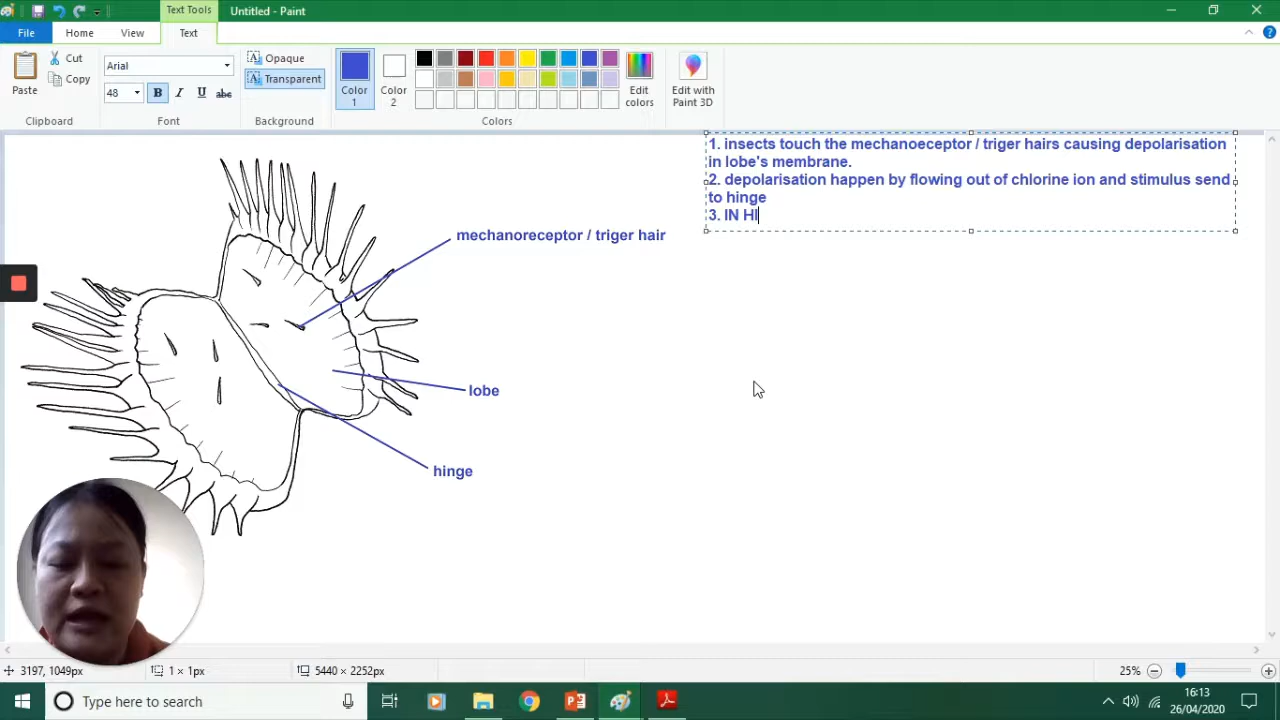 Text Tools
Untitled - Paint
File
Home
View
Text
Paste
Cut
Copy
Clipboard
Arial
48
B
I
U
abc
Font
Opaque
Transparent
Background
Color
1
Color
2
Edit
colors
Colors
Edit with
Paint 3D
1. insects touch the mechanoeceptor / triger hairs causing depolarisation
in lobe's membrane.
2. depolarisation happen by flowing out of chlorine ion and stimulus send
to hinge
3. IN HI
mechanoreceptor / triger hair
lobe
hinge
3197, 1049px
1 × 1px
5440 × 2252px
25%
Type here to search
16:13
26/04/2020